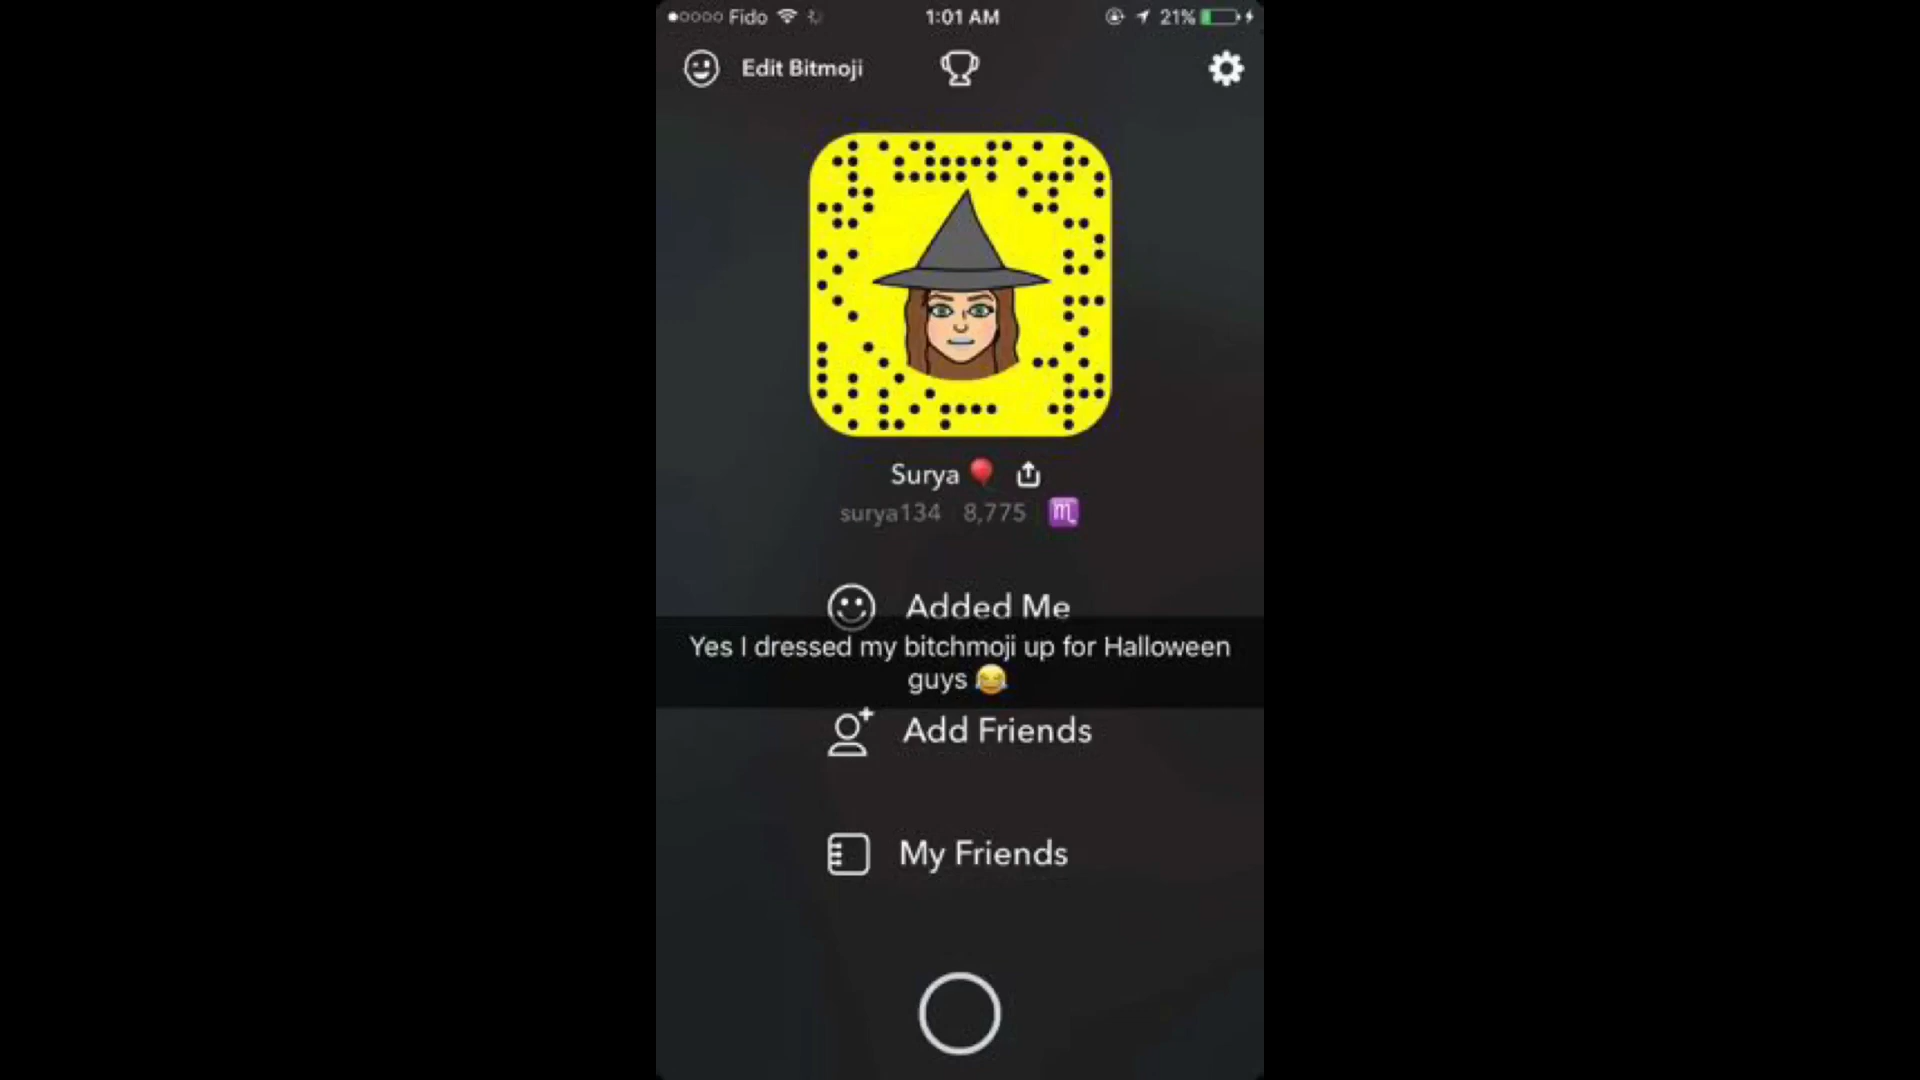 Fido 1:01 AM 21%
Edit Bitmoji
Surya 🎈
surya134 8,775 ♏
Added Me
Yes I dressed my bitchmoji up for Halloween
guys 😂
Add Friends
My Friends